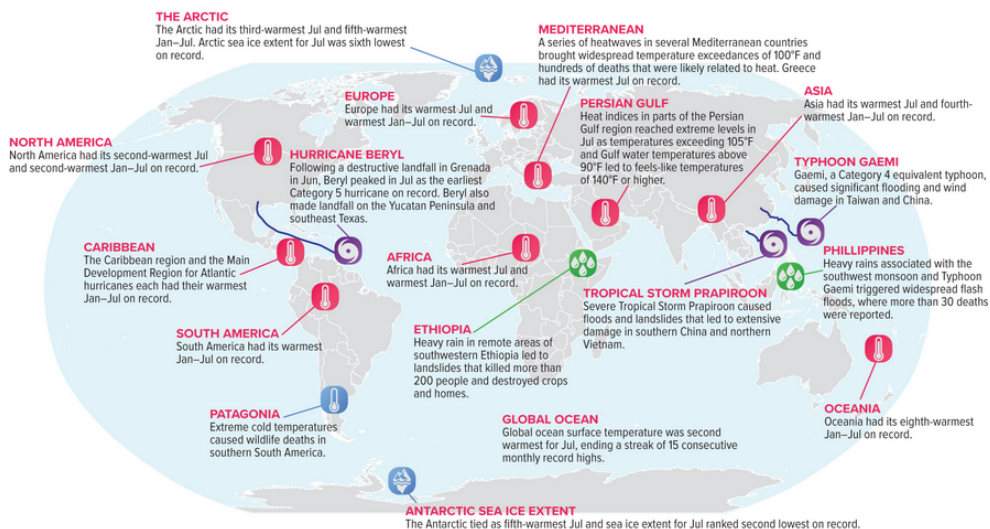 THE ARCTIC
The Arctic had its third-warmest Jul and fifth-warmest
Jan–Jul. Arctic sea ice extent for Jul was sixth lowest
on record.
MEDITERRANEAN
A series of heatwaves in several Mediterranean countries
brought widespread temperature exceedances of 100°F and
hundreds of deaths that were likely related to heat. Greece
had its warmest Jul on record.
EUROPE
Europe had its warmest Jul and
warmest Jan–Jul on record.
PERSIAN GULF
Heat indices in parts of the Persian
Gulf region reached extreme levels in
Jul as temperatures exceeding 105°F
and Gulf water temperatures above
90°F led to feels-like temperatures
of 140°F or higher.
ASIA
Asia had its warmest Jul and fourth-
warmest Jan–Jul on record.
NORTH AMERICA
North America had its second-warmest Jul
and second-warmest Jan–Jul on record.
HURRICANE BERYL
Following a destructive landfall in Grenada
in Jun, Beryl peaked in Jul as the earliest
Category 5 hurricane on record. Beryl also
made landfall on the Yucatan Peninsula and
southeast Texas.
TYPHOON GAEMI
Gaemi, a Category 4 equivalent typhoon,
caused significant flooding and wind
damage in Taiwan and China.
CARIBBEAN
The Caribbean region and the Main
Development Region for Atlantic
hurricanes each had their warmest
Jan–Jul on record.
AFRICA
Africa had its warmest Jul and
warmest Jan–Jul on record.
PHILLIPPINES
Heavy rains associated with the
southwest monsoon and Typhoon
Gaemi triggered widespread flash
floods, where more than 30 deaths
were reported.
TROPICAL STORM PRAPIROON
Severe Tropical Storm Prapiroon caused
floods and landslides that led to extensive
damage in southern China and northern
Vietnam.
SOUTH AMERICA
South America had its warmest
Jan–Jul on record.
ETHIOPIA
Heavy rain in remote areas of
southwestern Ethiopia led to
landslides that killed more than
200 people and destroyed crops
and homes.
PATAGONIA
Extreme cold temperatures
caused wildlife deaths in
southern South America.
GLOBAL OCEAN
Global ocean surface temperature was second
warmest for Jul, ending a streak of 15 consecutive
monthly record highs.
OCEANIA
Oceania had its eighth-warmest
Jan–Jul on record.
ANTARCTIC SEA ICE EXTENT
The Antarctic tied as fifth-warmest Jul and sea ice extent for Jul ranked second lowest on record.